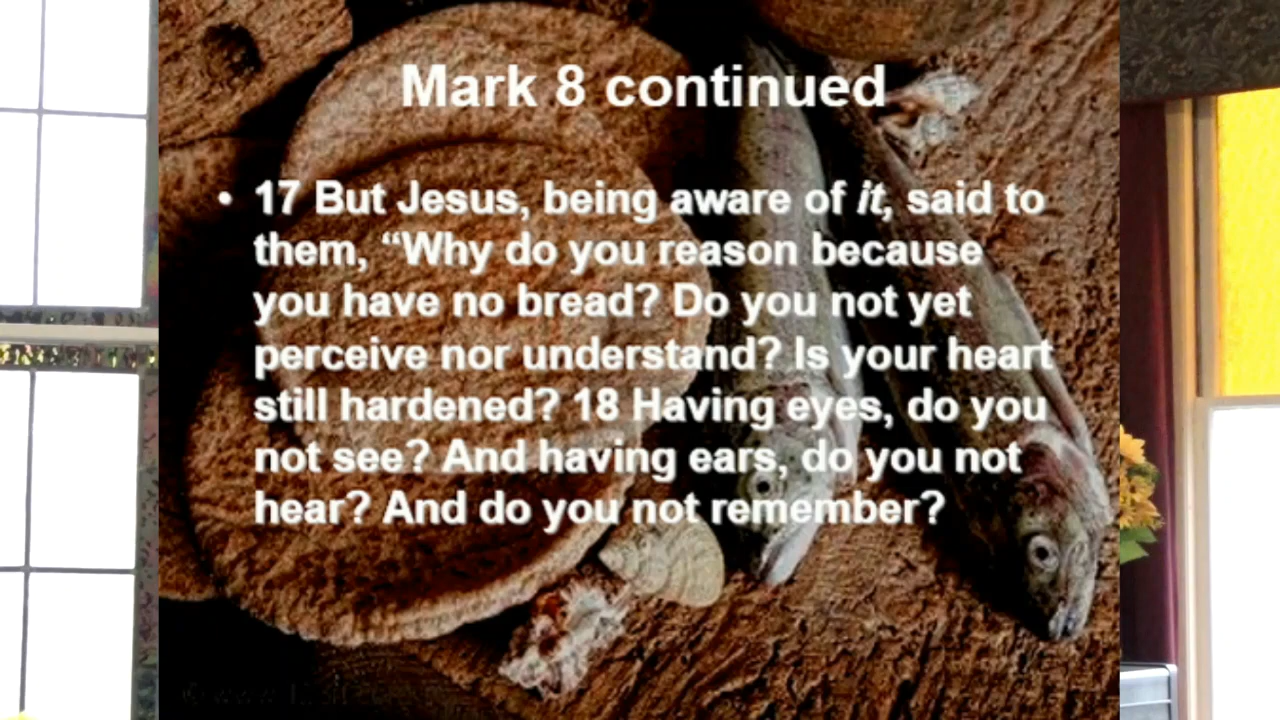 Mark 8 continued
• 17 But Jesus, being aware of it, said to
them, “Why do you reason because
you have no bread? Do you not yet
perceive nor understand? Is your heart
still hardened? 18 Having eyes, do you
not see? And having ears, do you not
hear? And do you not remember?